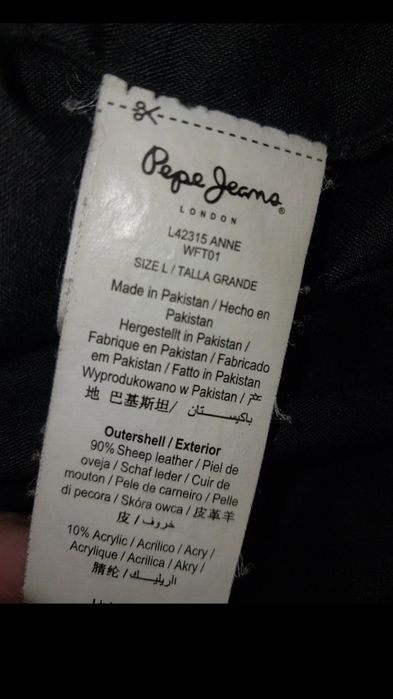 Pepe Jeans®
LONDON
L42315 ANNE
WFT01
SIZE L / TALLA GRANDE
Made in Pakistan / Hecho en
Pakistan
Hergestellt in Pakistan /
Fabrique en Pakistan / Fabricado
em Pakistan / Fatto in Pakistan
Wyprodukowano w Pakistan / 产
地 巴基斯坦/ باكيستان
Outershell / Exterior
90% Sheep leather / Piel de
oveja / Schaf leder / Cuir de
mouton / Pele de carneiro / Pelle
di pecora / Skóra owca / 皮革羊
皮 / خروف /
10% Acrylic / Acrilico / Acry /
Acrylique / Acrilica / Akry /
腈纶 / الريليك /